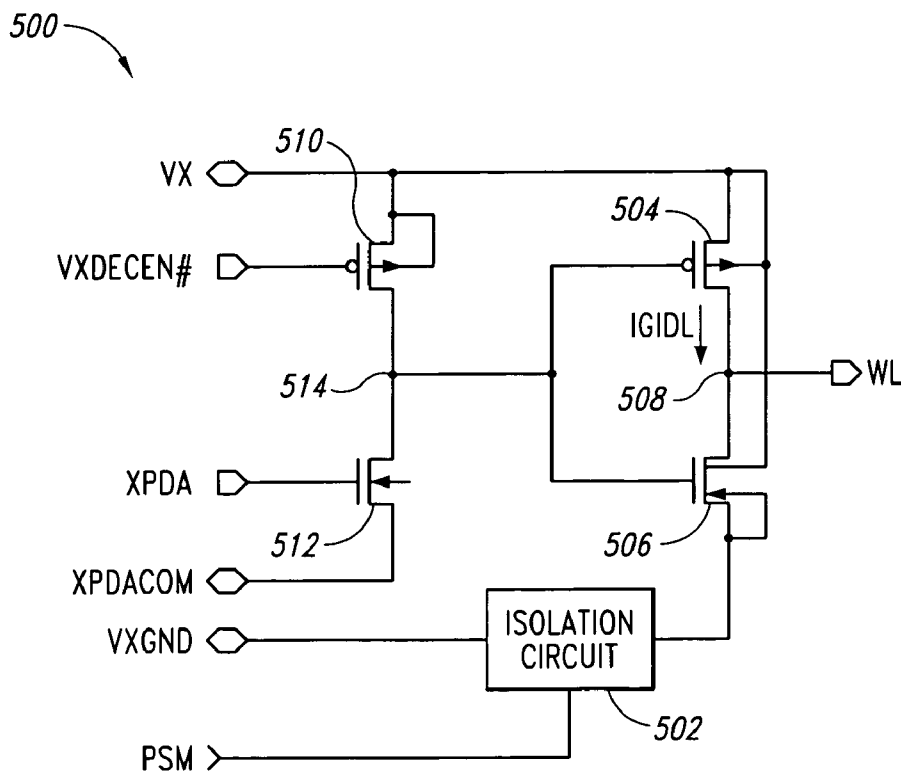 500
510
VX
504
VXDECEN#
IGIDL
514
508
WL
XPDA
512
506
XPDACOM
VXGND
ISOLATION
CIRCUIT
502
PSM